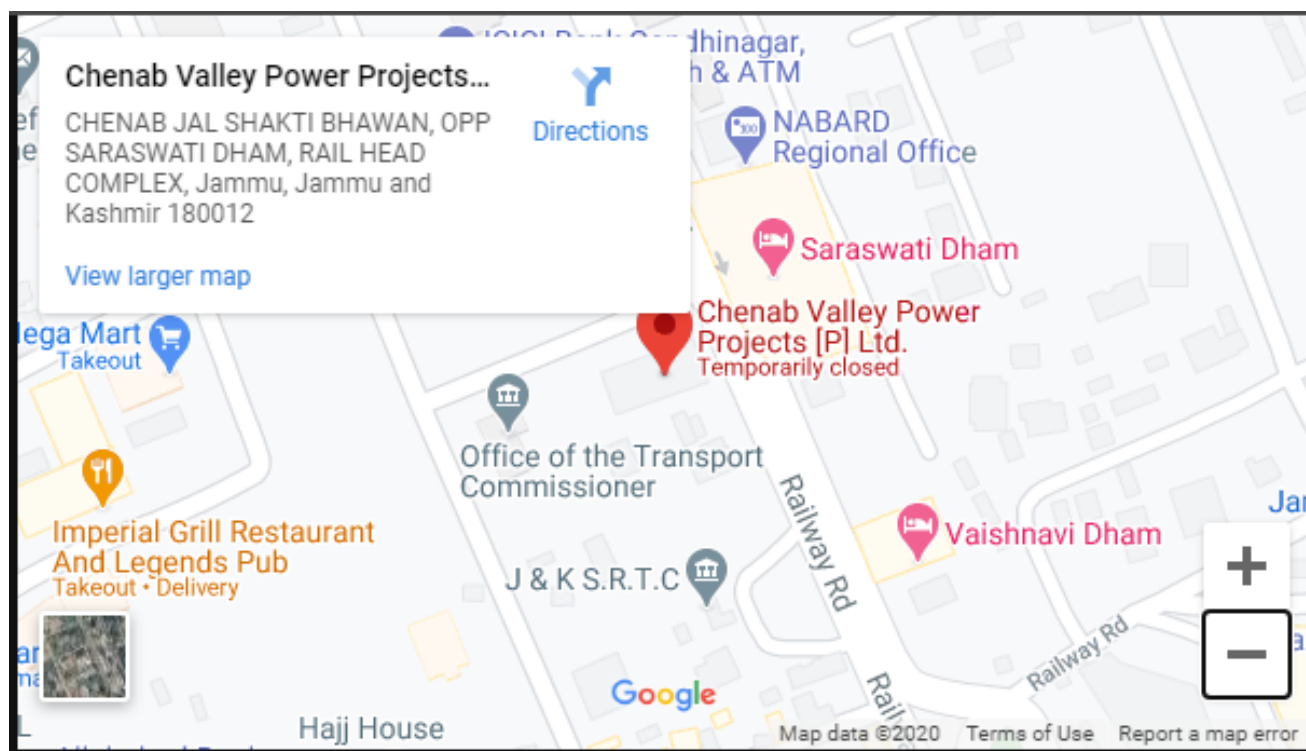 Chenab Valley Power Projects...
CHENAB JAL SHAKTI BHAWAN, OPP
SARASWATI DHAM, RAIL HEAD
COMPLEX, Jammu, Jammu and
Kashmir 180012
Directions
View larger map
NABARD
Regional Office
& ATM
Saraswati Dham
Chenab Valley Power
Projects [P] Ltd.
Temporarily closed
Mart
Takeout
Office of the Transport
Commissioner
Imperial Grill Restaurant
And Legends Pub
Takeout • Delivery
J & K S.R.T.C
Vaishnavi Dham
Railway Rd
Railway Rd
Hajj House
Google
Map data ©2020
Terms of Use
Report a map error